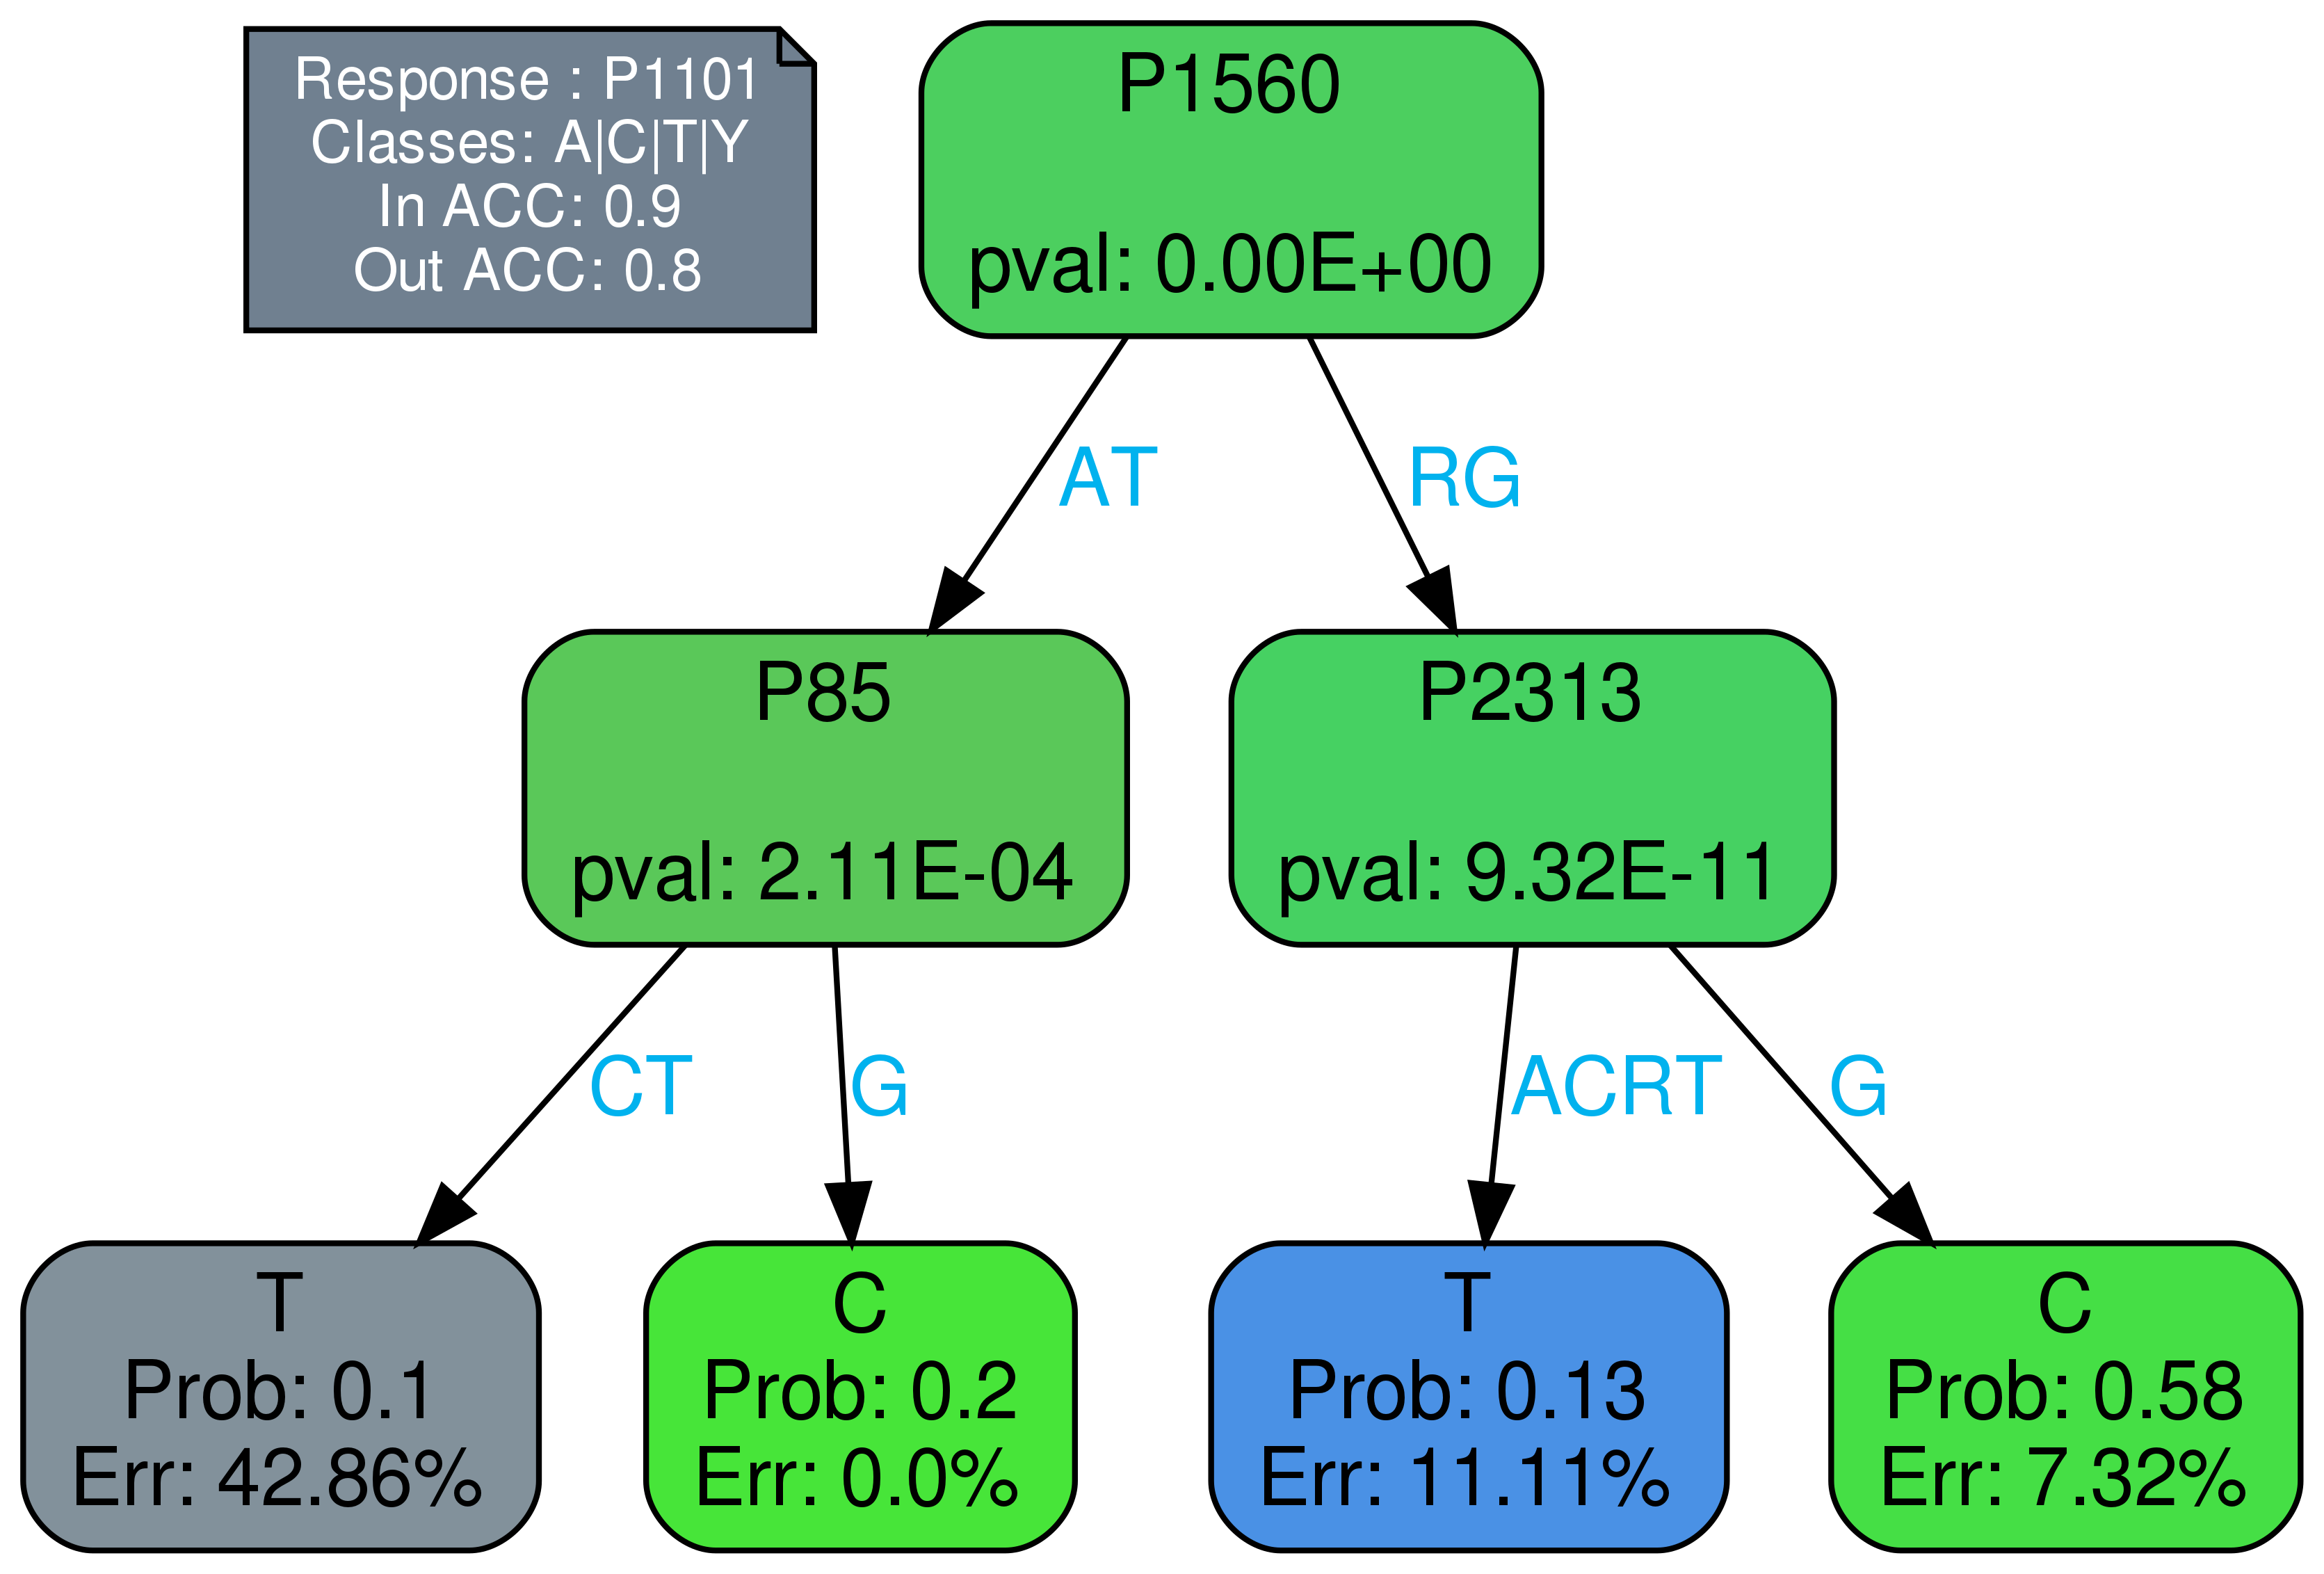 Response : P1101
Classes: A|C|T|Y
In ACC: 0.9
Out ACC: 0.8
P1560
pval: 0.00E+00
AT
RG
P85
pval: 2.11E-04
P2313
pval: 9.32E-11
CT
G
ACRT
G
T
Prob: 0.1
Err: 42.86%
C
Prob: 0.2
Err: 0.0%
T
Prob: 0.13
Err: 11.11%
C
Prob: 0.58
Err: 7.32%